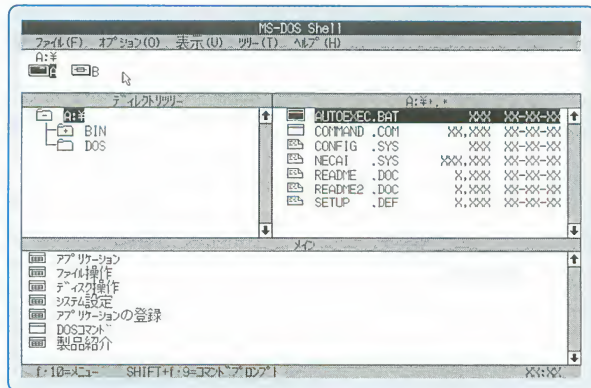 MS-DOS Shell
ファイル(F) オプション(O) 表示(U) ツリー(T) ヘルプ(H)
A:¥
A B
ディレクトリツリー
A:¥
BIN
DOS
A:¥*.*
AUTOEXEC.BAT XXX XX-XX-XX
COMMAND .COM XX,XXX XX-XX-XX
CONFIG .SYS XXX XX-XX-XX
NECAI .SYS XXX,XXX XX-XX-XX
README .DOC X,XXX XX-XX-XX
README2 .DOC X,XXX XX-XX-XX
SETUP .DEF X,XXX XX-XX-XX
メイン
アプリケーション
ファイル操作
ディスク操作
システム設定
アプリケーションの登録
DOSコマンド
製品紹介
f･10=メニュー SHIFT+f･9=コマンドプロンプト XX:XX